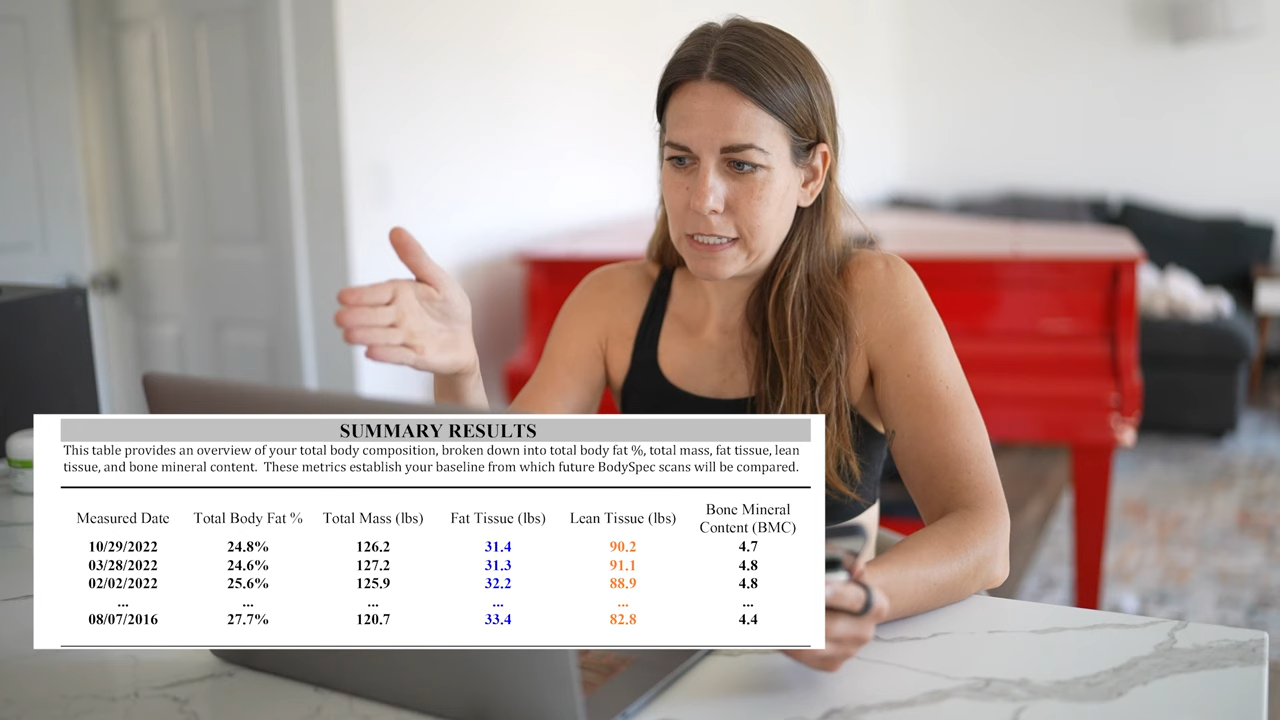 SUMMARY RESULTS
This table provides an overview of your total body composition, broken down into total body fat %, total mass, fat tissue, lean
tissue, and bone mineral content. These metrics establish your baseline from which future BodySpec scans will be compared.
Measured Date Total Body Fat % Total Mass (lbs) Fat Tissue (lbs) Lean Tissue (lbs) Bone Mineral
Content (BMC)
10/29/2022 24.8% 126.2 31.4 90.2 4.7
03/28/2022 24.6% 127.2 31.3 91.1 4.8
02/02/2022 25.6% 125.9 32.2 88.9 4.8
... ... ... ... ... ...
08/07/2016 27.7% 120.7 33.4 82.8 4.4